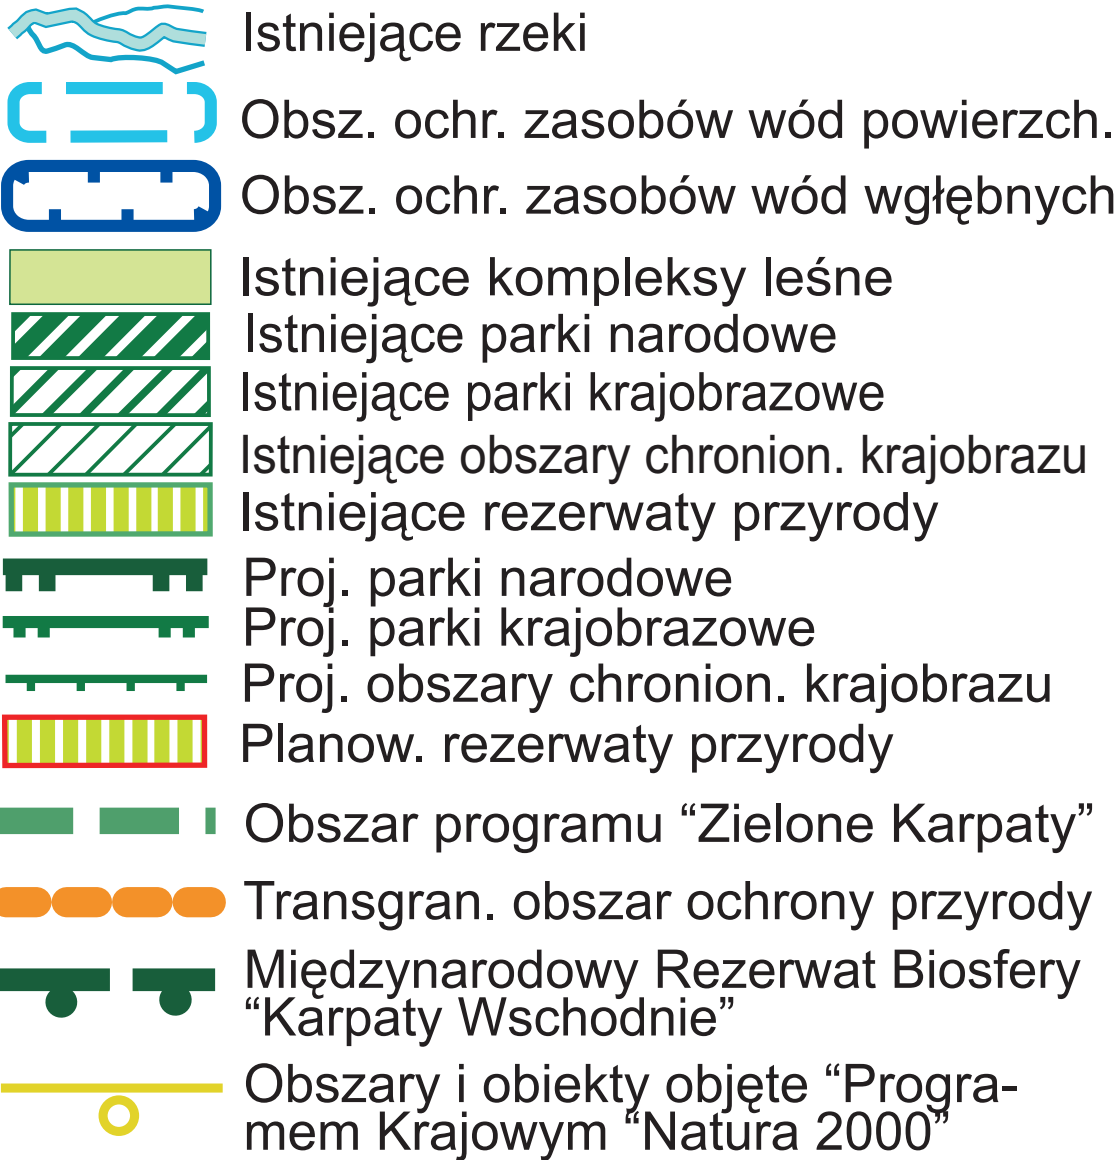 Istniejące rzeki
Obsz. ochr. zasobów wód powierzch.
Obsz. ochr. zasobów wód wgłębnych
Istniejące kompleksy leśne
Istniejące parki narodowe
Istniejące parki krajobrazowe
Istniejące obszary chronion. krajobrazu
Istniejące rezerwaty przyrody
Proj. parki narodowe
Proj. parki krajobrazowe
Proj. obszary chronion. krajobrazu
Planow. rezerwaty przyrody
Obszar programu “Zielone Karpaty”
Transgran. obszar ochrony przyrody
Międzynarodowy Rezerwat Biosfery
“Karpaty Wschodnie”
Obszary i obiekty objęte “Progra-
mem Krajowym “Natura 2000”